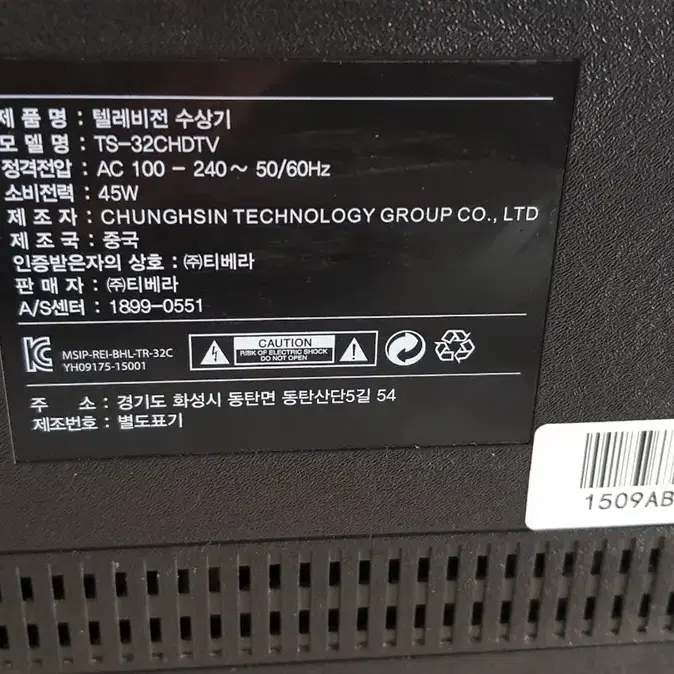 제 품 명 : 텔레비전 수상기
모 델 명 : TS-32CHDTV
정격전압 : AC 100 - 240~ 50/60Hz
소비전력 : 45W
제 조 자 : CHUNGHSIN TECHNOLOGY GROUP CO., LTD
제 조 국 : 중국
인증받은자의 상호 : ㈜티베라
판 매 자 : ㈜티베라
A/S센터 : 1899-0551
MSIP-REI-BHL-TR-32C
YH09175-15001
CAUTION
RISK OF ELECTRIC SHOCK
DO NOT OPEN
주 소 : 경기도 화성시 동탄면 동탄산단5길 54
제조번호 : 별도표기
1509AB